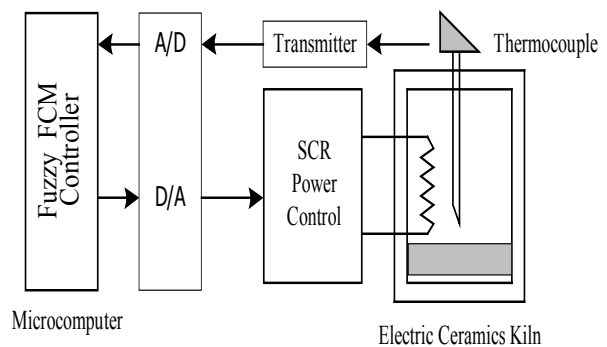 A/D
Transmitter
Thermocouple
Fuzzy FCM
Controller
D/A
SCR
Power
Control
Microcomputer
Electric Ceramics Kiln